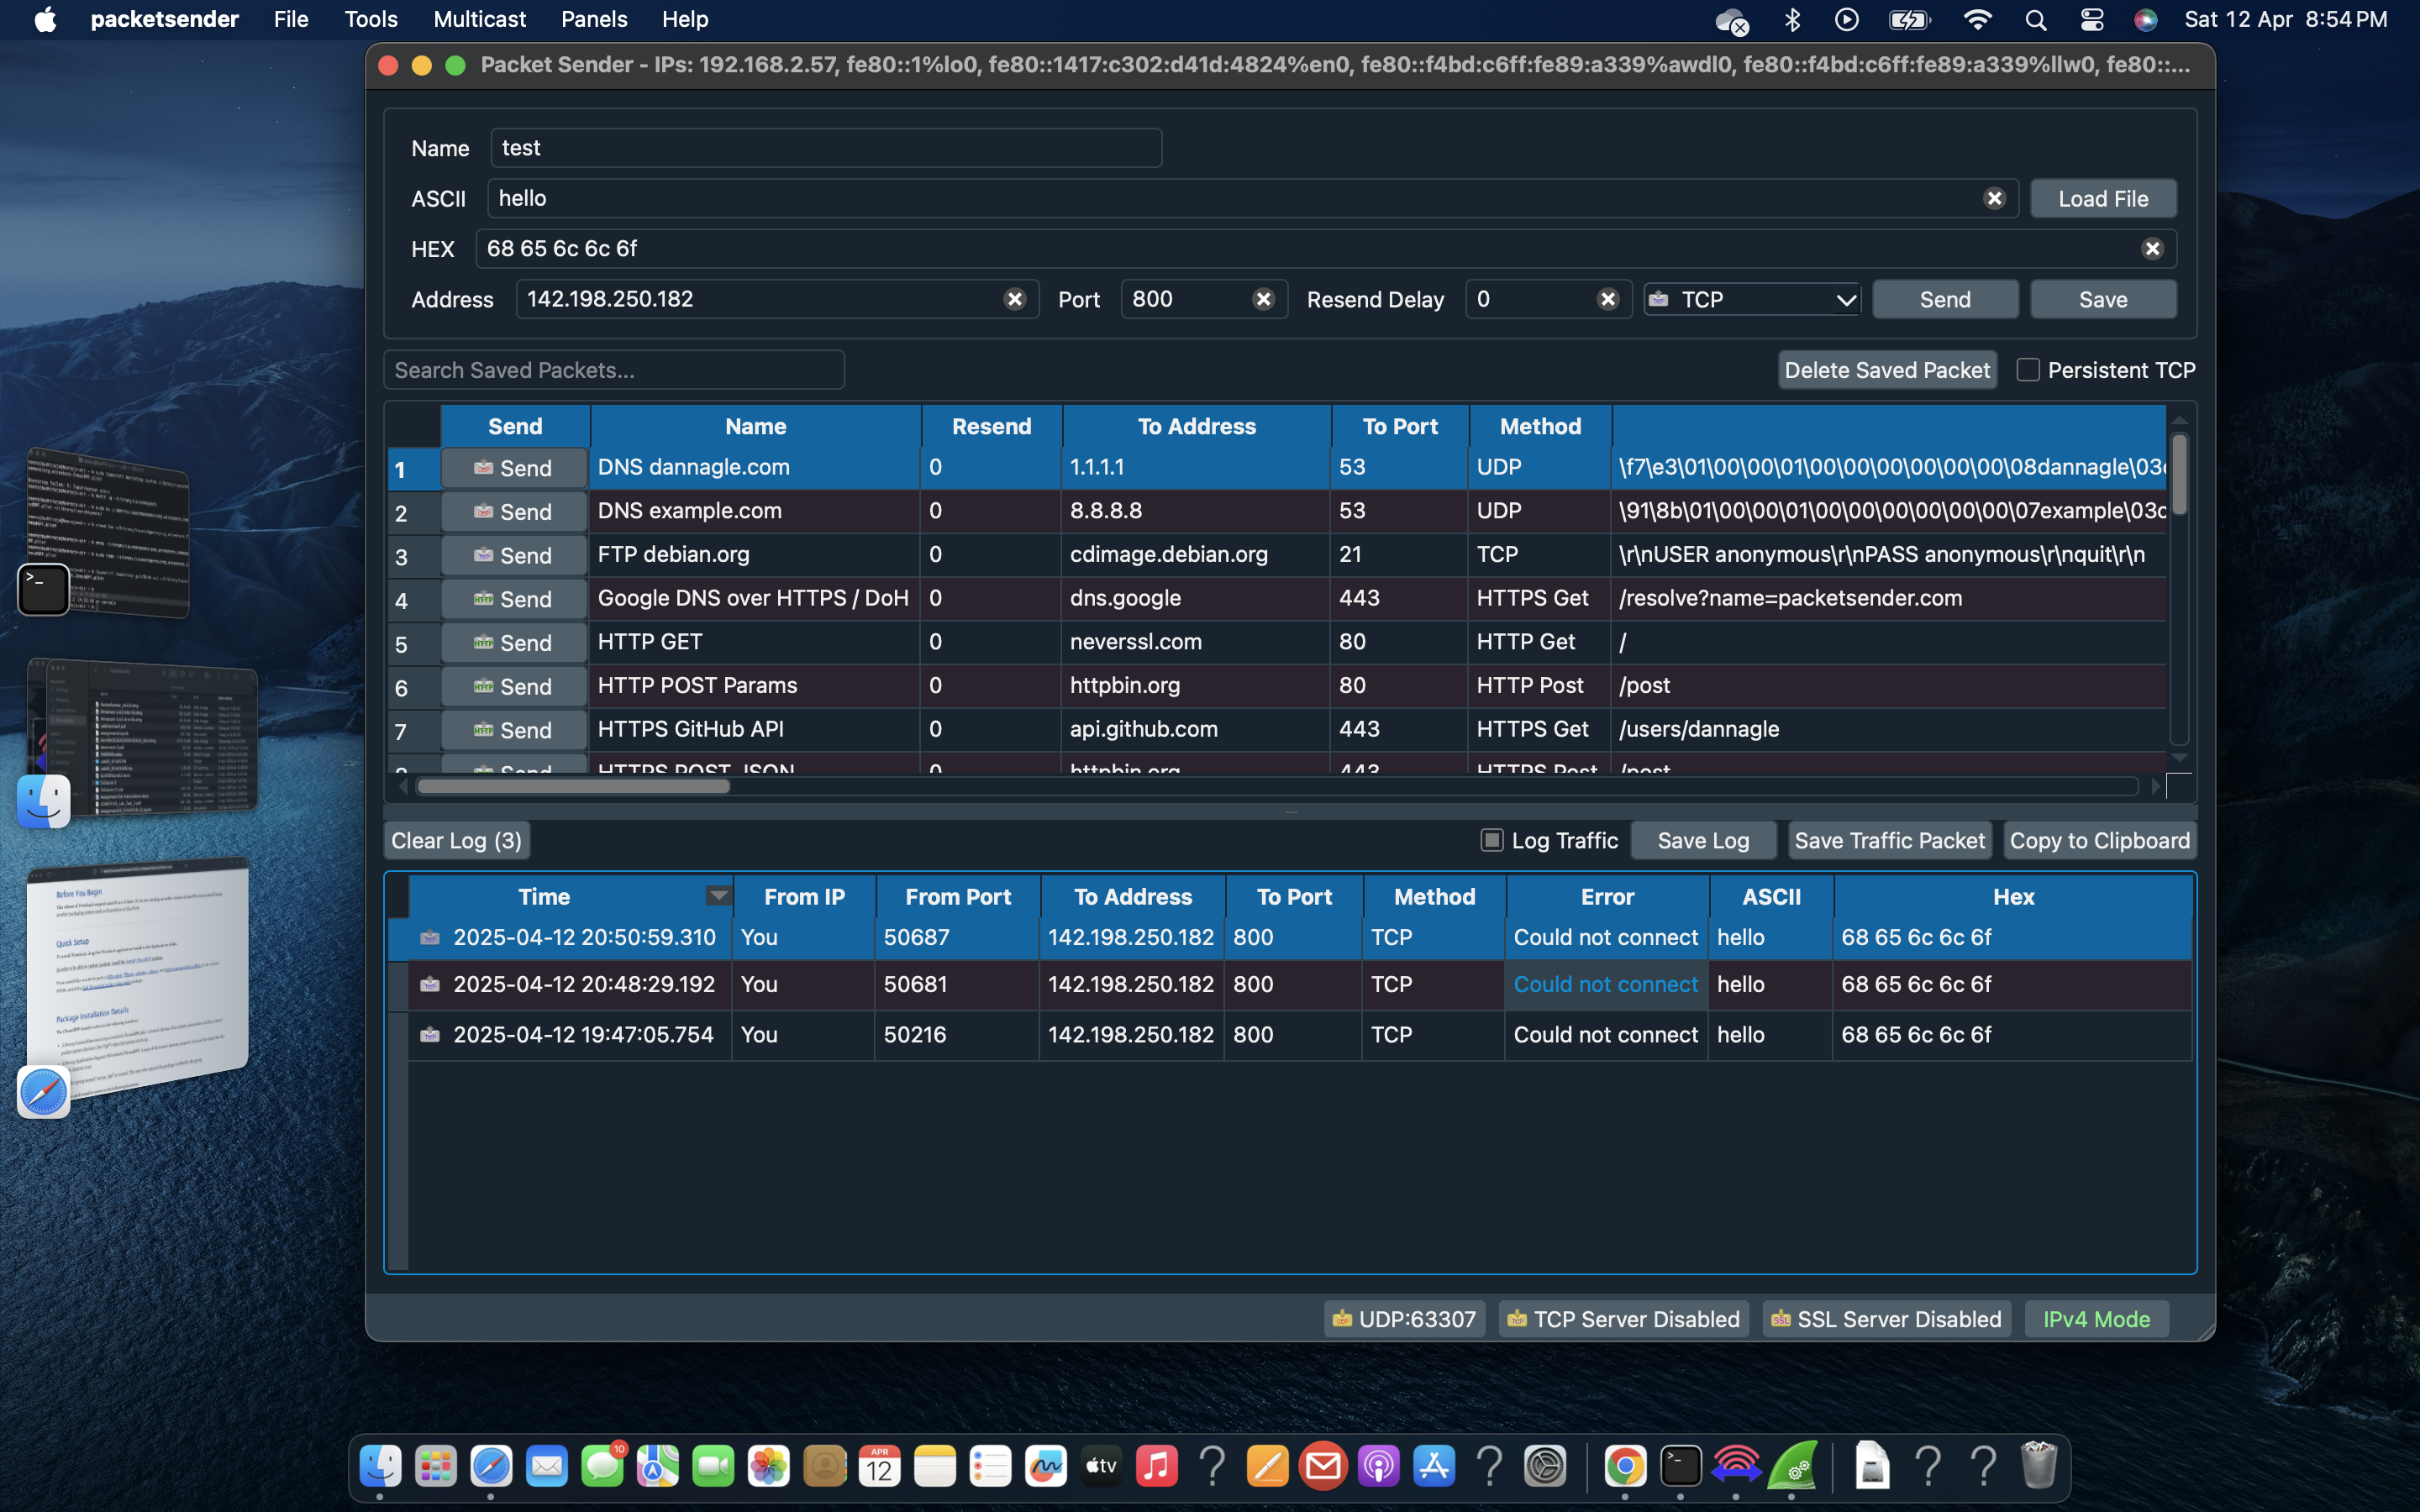 packetsender File Tools Multicast Panels Help Sat 12 Apr 8:54 PM
Packet Sender - IPs: 192.168.2.57, fe80::1%lo0, fe80::1417:c302:d41d:4824%en0, fe80::f4bd:c6ff:fe89:a339%awdl0, fe80::f4bd:c6ff:fe89:a339%llw0, fe80::...
Name test
ASCII hello Load File
HEX 68 65 6c 6c 6f
Address 142.198.250.182 Port 800 Resend Delay 0 TCP Send Save
Search Saved Packets... Delete Saved Packet Persistent TCP
Send Name Resend To Address To Port Method
1 Send DNS dannagle.com 0 1.1.1.1 53 UDP \f7\e3\01\00\00\01\00\00\00\00\00\00\08dannagle\03
2 Send DNS example.com 0 8.8.8.8 53 UDP \91\8b\01\00\00\01\00\00\00\00\00\00\07example\03c
3 Send FTP debian.org 0 cdimage.debian.org 21 TCP \r\nUSER anonymous\r\nPASS anonymous\r\nquit\r\n
4 Send Google DNS over HTTPS / DoH 0 dns.google 443 HTTPS Get /resolve?name=packetsender.com
5 Send HTTP GET 0 neverssl.com 80 HTTP Get /
6 Send HTTP POST Params 0 httpbin.org 80 HTTP Post /post
7 Send HTTPS GitHub API 0 api.github.com 443 HTTPS Get /users/dannagle
Send HTTPS POST JSON 0 httpbin.org 443 HTTPS Post /post
Clear Log (3) Log Traffic Save Log Save Traffic Packet Copy to Clipboard
Time From IP From Port To Address To Port Method Error ASCII Hex
2025-04-12 20:50:59.310 You 50687 142.198.250.182 800 TCP Could not connect hello 68 65 6c 6c 6f
2025-04-12 20:48:29.192 You 50681 142.198.250.182 800 TCP Could not connect hello 68 65 6c 6c 6f
2025-04-12 19:47:05.754 You 50216 142.198.250.182 800 TCP Could not connect hello 68 65 6c 6c 6f
UDP:63307 TCP Server Disabled SSL Server Disabled IPv4 Mode
Before You Begin
Quick Setup
Package Installation Details
10
APR
12
tv